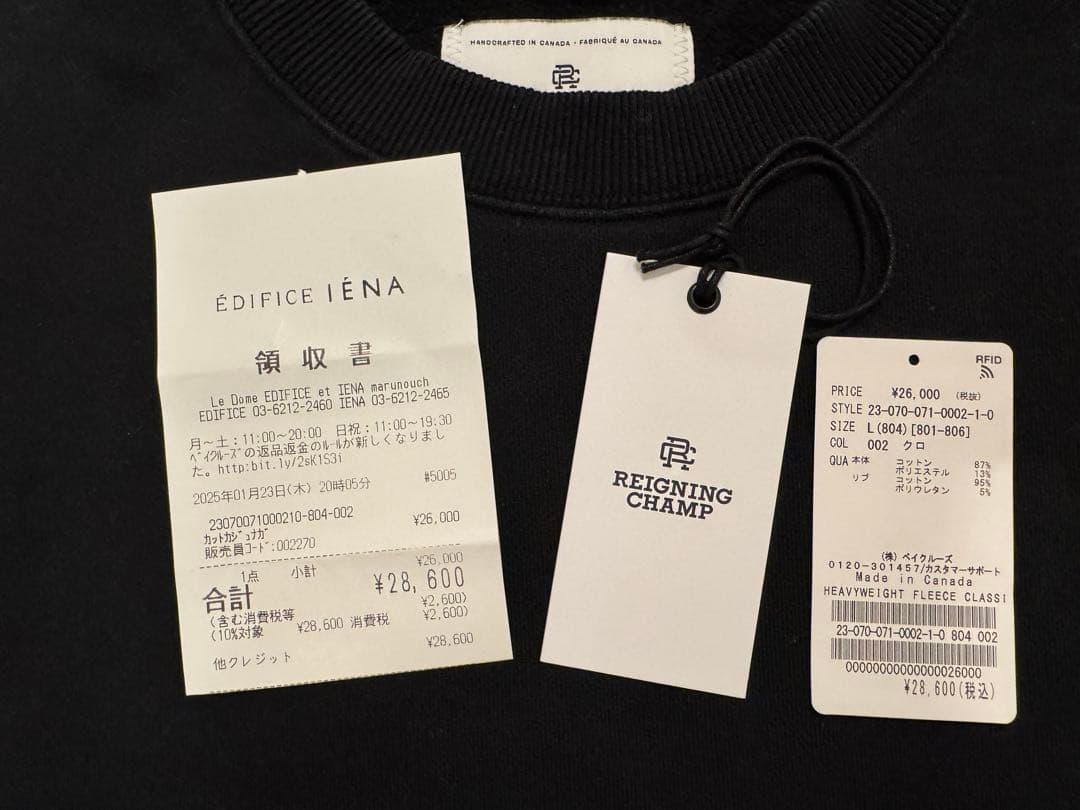 HANDCRAFTED IN CANADA · FABRIQUÉ AU CANADA
RC
ÉDIFICE IÉNA
領収書
Le Dome EDIFICE et IENA marunouch
EDIFICE 03-6212-2460 IENA 03-6212-2465
月~土:11:00~20:00 日祝:11:00~19:30
ベイクルーズの返品返金のルールが新しくなりまし
た。http:bit.ly/2sK1S3i
2025年01月23日(木) 20時05分 #5005
23070071000210-804-002 ¥26,000
カットカジュナガ
販売員コード:002270
1点 小計 ¥26,000
合計 ¥28,600
(含む消費税等 ¥2,600)
(10%対象 ¥28,600 消費税 ¥2,600)
他クレジット ¥28,600
RC
REIGNING
CHAMP
RFID
PRICE ¥26,000 (税抜)
STYLE 23-070-071-0002-1-0
SIZE L(804)[801-806]
COL 002 クロ
QUA 本体 コットン 87%
ポリエステル 13%
リブ コットン 95%
ポリウレタン 5%
(株) ベイクルーズ
0120-301457/カスタマーサポート
Made in Canada
HEAVYWEIGHT FLEECE CLASSI
23-070-071-0002-1-0 804 002
00000000000000026000
¥28,600(税込)